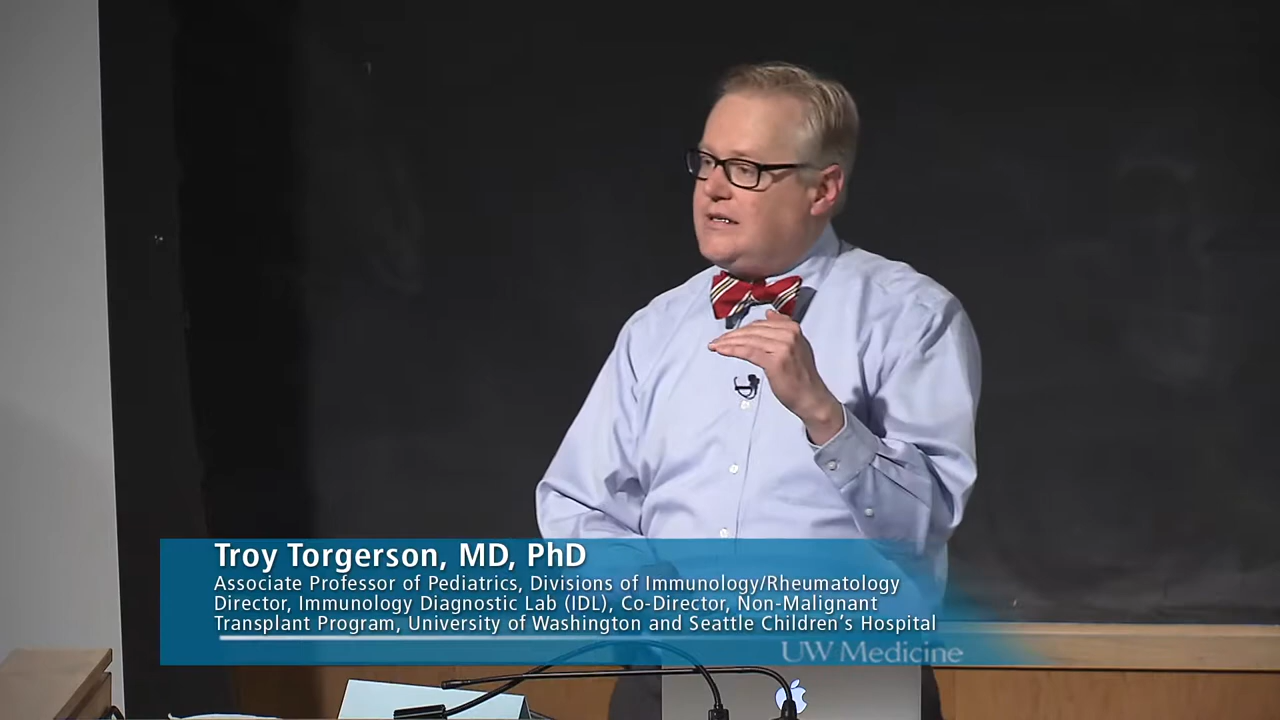 Troy Torgerson, MD, PhD
Associate Professor of Pediatrics, Divisions of Immunology/Rheumatology
Director, Immunology Diagnostic Lab (IDL), Co-Director, Non-Malignant
Transplant Program, University of Washington and Seattle Children's Hospital
UW Medicine